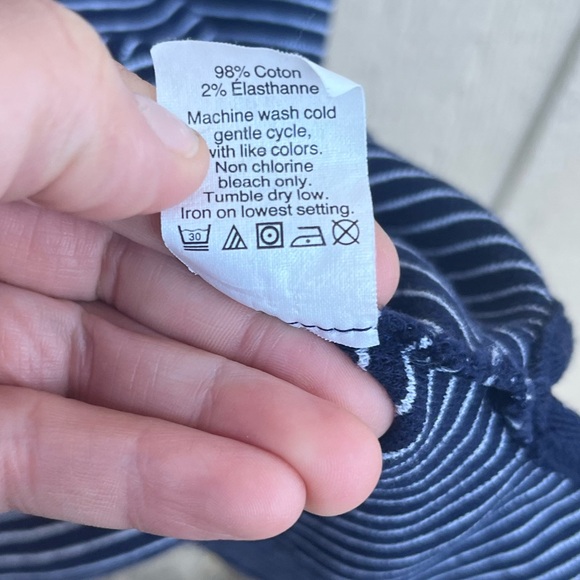 98% Coton
2% Élasthanne
Machine wash cold
gentle cycle,
with like colors.
Non chlorine
bleach only.
Tumble dry low.
Iron on lowest setting.
30